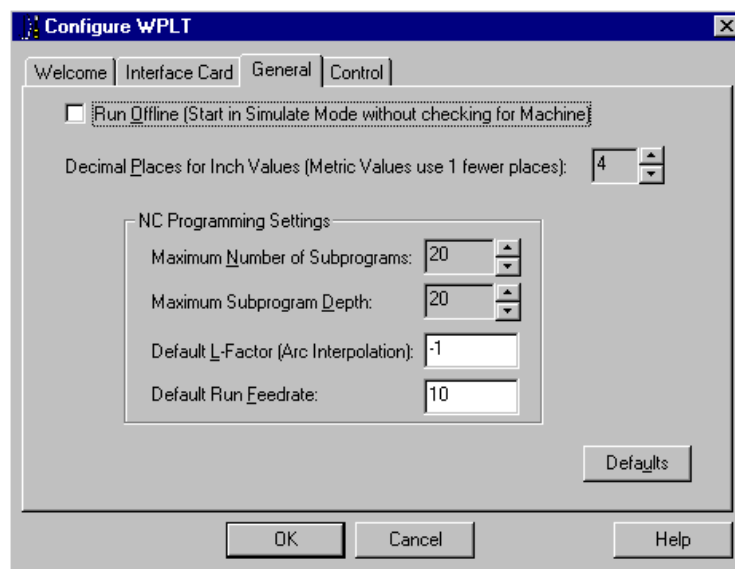 Configure WPLT
Welcome Interface Card General Control
Run Offline (Start in Simulate Mode without checking for Machine)
Decimal Places for Inch Values (Metric Values use 1 fewer places): 4
NC Programming Settings
Maximum Number of Subprograms: 20
Maximum Subprogram Depth: 20
Default L-Factor (Arc Interpolation): -1
Default Run Feedrate: 10
Defaults
OK Cancel Help